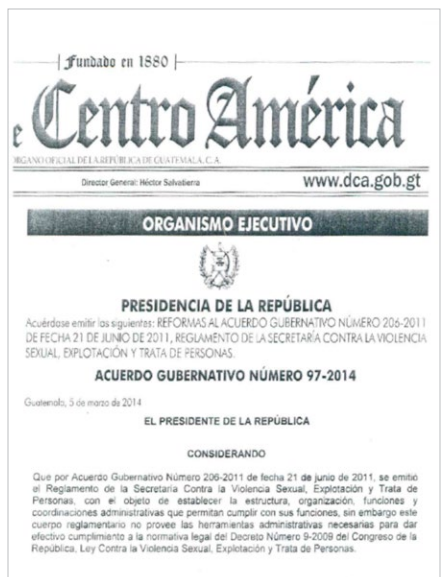 Fundado en 1880
e Centro América
ORGANO OFICIAL DE LA REPÚBLICA DE GUATEMALA, C. A.
Director General: Héctor Salvatierra
www.dca.gob.gt
ORGANISMO EJECUTIVO
PRESIDENCIA DE LA REPÚBLICA
Acuérdase emitir las siguientes: REFORMAS AL ACUERDO GUBERNATIVO NÚMERO 206-2011
DE FECHA 21 DE JUNIO DE 2011, REGLAMENTO DE LA SECRETARÍA CONTRA LA VIOLENCIA
SEXUAL, EXPLOTACIÓN Y TRATA DE PERSONAS.
ACUERDO GUBERNATIVO NÚMERO 97-2014
Guatemala, 5 de marzo de 2014
EL PRESIDENTE DE LA REPÚBLICA
CONSIDERANDO
Que por Acuerdo Gubernativo Número 206-2011 de fecha 21 de junio de 2011, se emitió
el Reglamento de la Secretaría Contra la Violencia Sexual, Explotación y Trata de
Personas, con el objeto de establecer la estructura, organización, funciones y
coordinaciones administrativas que permitan cumplir con sus funciones, sin embargo este
cuerpo reglamentario no provee las herramientas administrativas necesarias para dar
efectivo cumplimiento a la normativa legal del Decreto Número 9-2009 del Congreso de la
República, Ley Contra la Violencia Sexual, Explotación y Trata de Personas.